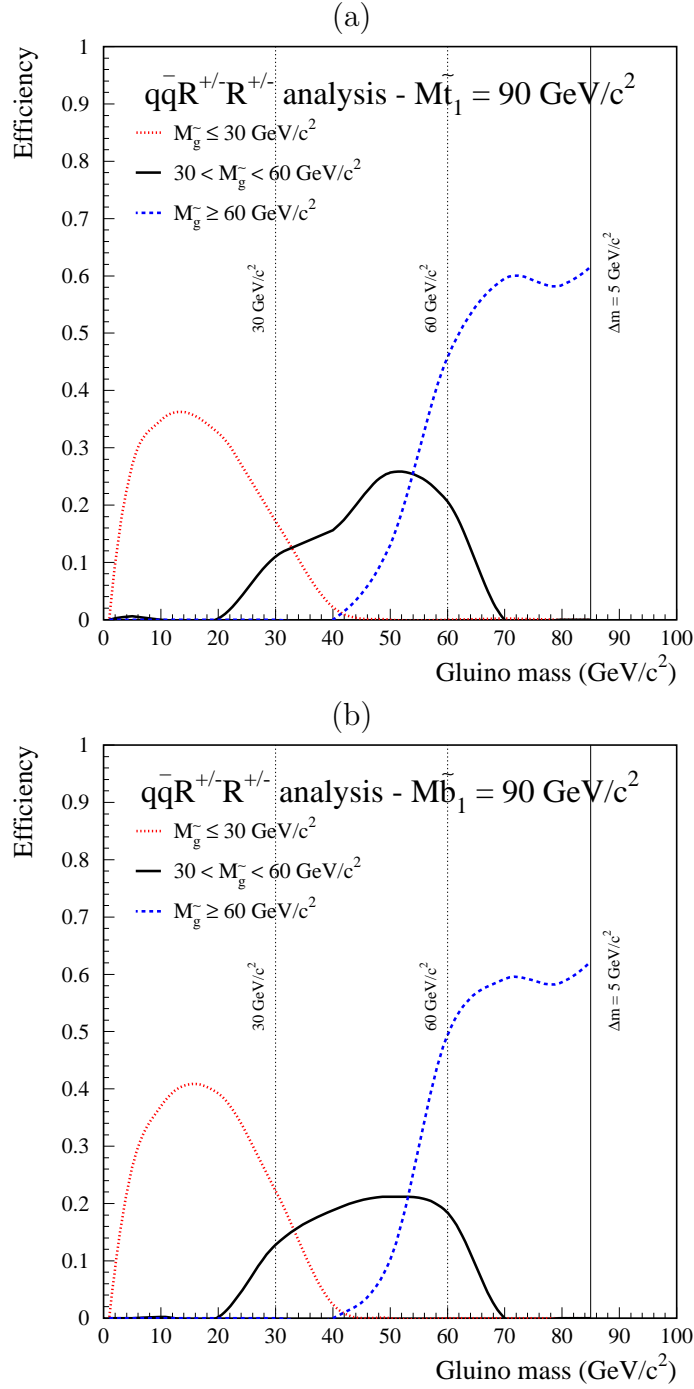 (a)
Efficiency
1
0.9
0.8
0.7
0.6
0.5
0.4
0.3
0.2
0.1
0
qq̄R⁺/⁻R⁺/⁻ analysis - Mt̃₁ = 90 GeV/c²
M_g̃ ≤ 30 GeV/c²
30 < M_g̃ < 60 GeV/c²
M_g̃ ≥ 60 GeV/c²
30 GeV/c²
60 GeV/c²
Δm = 5 GeV/c²
0 10 20 30 40 50 60 70 80 90 100
Gluino mass (GeV/c²)
(b)
Efficiency
1
0.9
0.8
0.7
0.6
0.5
0.4
0.3
0.2
0.1
0
qq̄R⁺/⁻R⁺/⁻ analysis - Mb̃₁ = 90 GeV/c²
M_g̃ ≤ 30 GeV/c²
30 < M_g̃ < 60 GeV/c²
M_g̃ ≥ 60 GeV/c²
30 GeV/c²
60 GeV/c²
Δm = 5 GeV/c²
0 10 20 30 40 50 60 70 80 90 100
Gluino mass (GeV/c²)